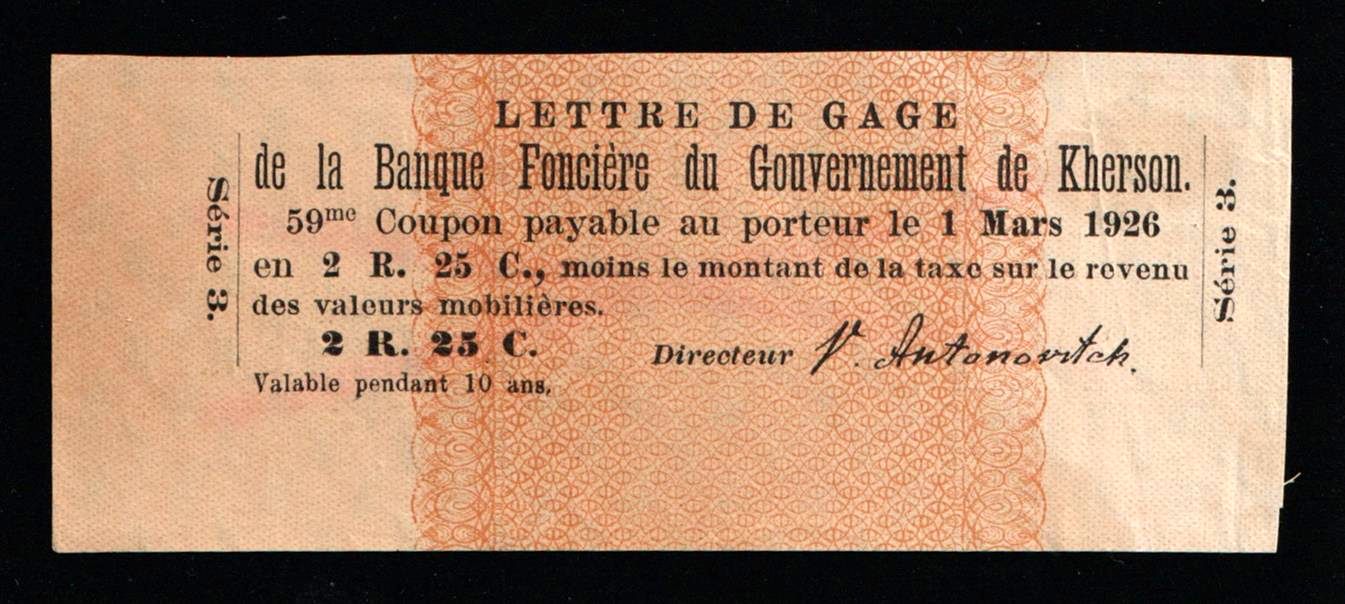 LETTRE DE GAGE
de la Banque Foncière du Gouvernement de Kherson.
59me Coupon payable au porteur le 1 Mars 1926
en 2 R. 25 C., moins le montant de la taxe sur le revenu
des valeurs mobilières.
2 R. 25 C.
Directeur V. Antonovitch.
Valable pendant 10 ans.
Série 3.
Série 3.